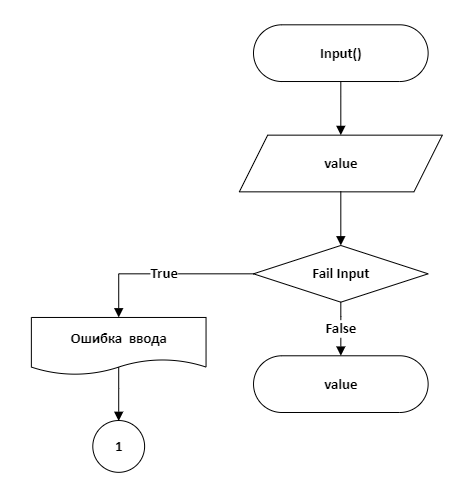 Input()
value
Fail Input
True
Ошибка ввода
False
value
1